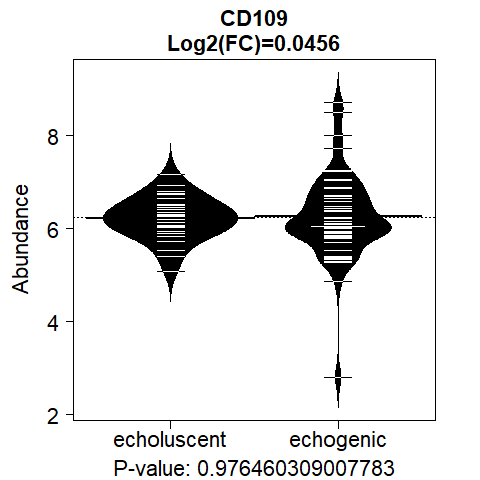 CD109
Log2(FC)=0.0456
Abundance
8
6
4
2
echoluscent echogenic
P-value: 0.976460309007783